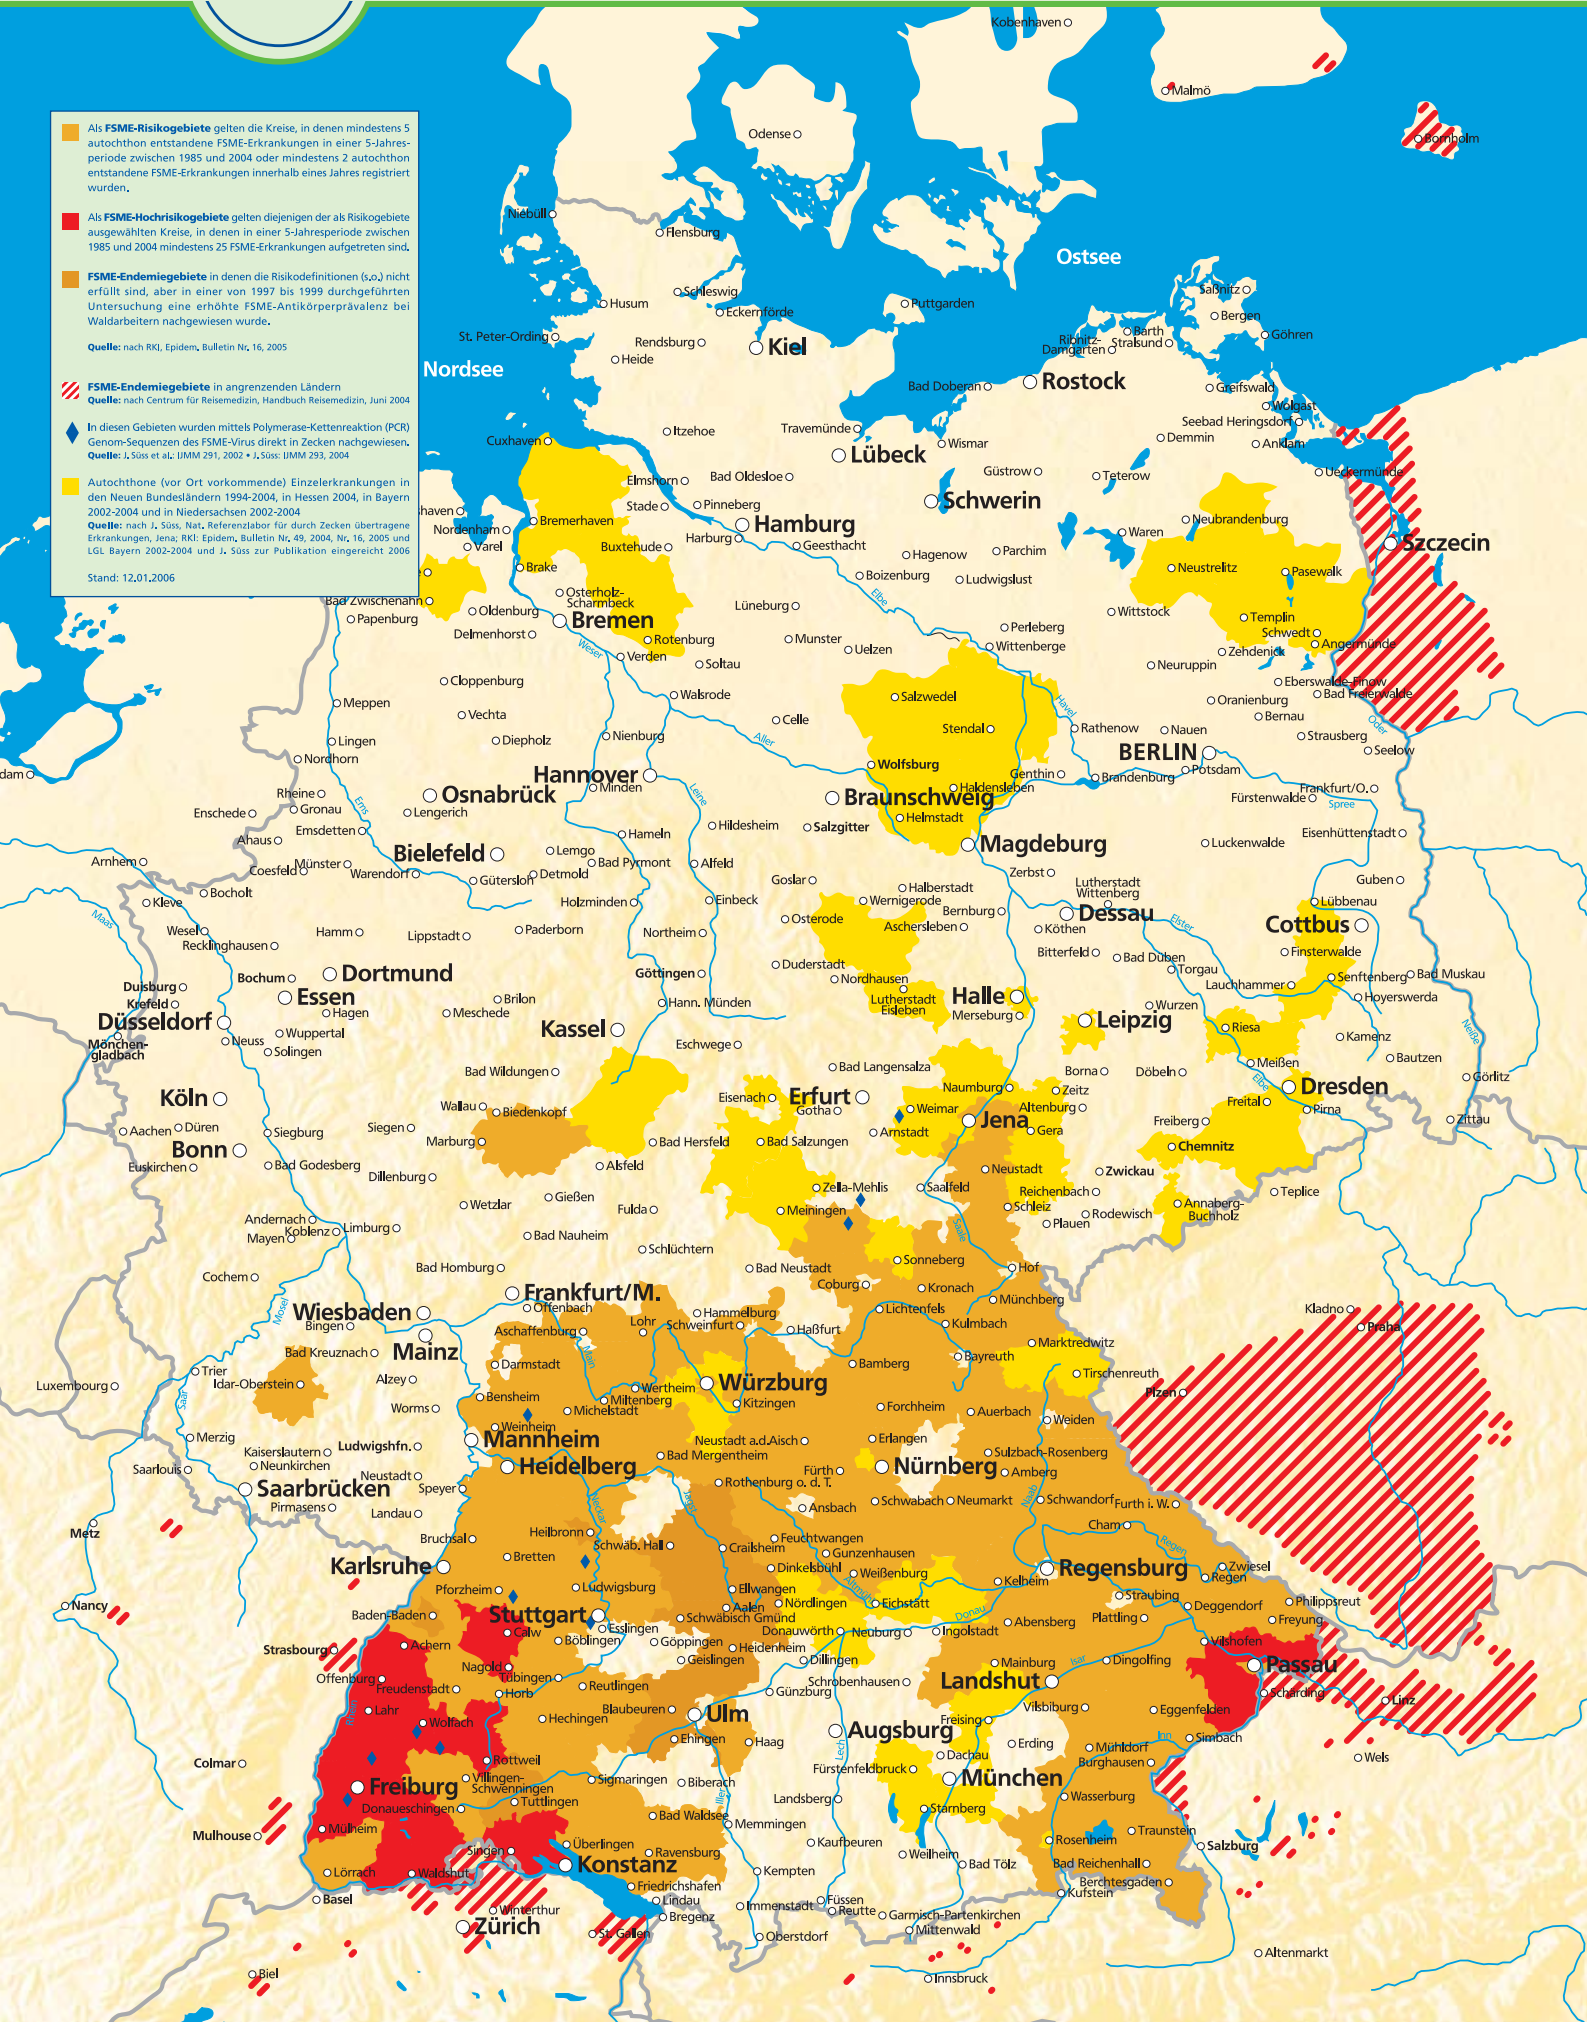 Als FSME-Risikogebiete gelten die Kreise, in denen mindestens 5
autochthon entstandene FSME-Erkrankungen in einer 5-Jahres-
periode zwischen 1985 und 2004 oder mindestens 2 autochthon
entstandene FSME-Erkrankungen innerhalb eines Jahres registriert
wurden.
Als FSME-Hochrisikogebiete gelten diejenigen der als Risikogebiete
ausgewählten Kreise, in denen in einer 5-Jahresperiode zwischen
1985 und 2004 mindestens 25 FSME-Erkrankungen aufgetreten sind.
FSME-Endemiegebiete in denen die Risikodefinitionen (s.o.) nicht
erfüllt sind, aber in einer von 1997 bis 1999 durchgeführten
Untersuchung eine erhöhte FSME-Antikörperprävalenz bei
Waldarbeitern nachgewiesen wurde.
Quelle: nach RKI, Epidem. Bulletin Nr. 16, 2005
FSME-Endemiegebiete in angrenzenden Ländern
Quelle: nach Centrum für Reisemedizin, Handbuch Reisemedizin, Juni 2004
In diesen Gebieten wurden mittels Polymerase-Kettenreaktion (PCR)
Genom-Sequenzen des FSME-Virus direkt in Zecken nachgewiesen.
Quelle: J. Süss et al.: IJMM 291, 2002 • J. Süss: IJMM 293, 2004
Autochthone (vor Ort vorkommende) Einzelerkrankungen in
den Neuen Bundesländern 1994-2004, in Hessen 2004, in Bayern
2002-2004 und in Niedersachsen 2002-2004
Quelle: nach J. Süss, Nat. Referenzlabor für durch Zecken übertragene
Erkrankungen, Jena; RKI: Epidem. Bulletin Nr. 49, 2004, Nr. 16, 2005 und
LGL Bayern 2002-2004 und J. Süss zur Publikation eingereicht 2006
Stand: 12.01.2006
Kobenhaven
Malmö
Odense
Bornholm
Niebüll
Flensburg
Ostsee
Schleswig
Husum
Eckernförde
Puttgarden
Saßnitz
Bergen
St. Peter-Ording
Rendsburg
Kiel
Heide
Ribnitz-
Damgarten
Barth
Stralsund
Göhren
Nordsee
Bad Doberan
Rostock
Greifswald
Wolgast
Seebad Heringsdorf
Cuxhaven
Itzehoe
Travemünde
Lübeck
Wismar
Demmin
Anklam
Elmshorn
Bad Oldesloe
Güstrow
Teterow
Ueckermünde
Stade
Pinneberg
Schwerin
shaven
Nordenham
Bremerhaven
Hamburg
Neubrandenburg
Varel
Buxtehude
Harburg
Geesthacht
Hagenow
Parchim
Waren
Szczecin
Brake
Boizenburg
Ludwigslust
Neustrelitz
Pasewalk
Bad Zwischenahn
Osterholz-
Scharmbeck
Elbe
Papenburg
Oldenburg
Bremen
Lüneburg
Wittstock
Templin
Delmenhorst
Weser
Rotenburg
Munster
Perleberg
Schwedt
Verden
Soltau
Uelzen
Wittenberge
Neuruppin
Zehdenick
Angermünde
Cloppenburg
Walsrode
Salzwedel
Eberswalde-Finow
Bad Freierwalde
Meppen
Vechta
Celle
Stendal
Havel
Rathenow
Oranienburg
Bernau
Oder
Lingen
Diepholz
Nienburg
Aller
Nauen
Strausberg
Seelow
Nordhorn
Wolfsburg
BERLIN
dam
Hannover
Minden
Genthin
Brandenburg
Potsdam
Rheine
Osnabrück
Leine
Braunschweig
Haldensleben
Frankfurt/O.
Fürstenwalde
Spree
Enschede
Gronau
Ems
Lengerich
Helmstadt
Emsdetten
Hameln
Hildesheim
Salzgitter
Eisenhüttenstadt
Ahaus
Luckenwalde
Arnhem
Coesfeld
Münster
Bielefeld
Lemgo
Bad Pyrmont
Alfeld
Magdeburg
Warendorf
Gütersloh
Detmold
Goslar
Zerbst
Bocholt
Halberstadt
Lutherstadt
Wittenberg
Guben
Kleve
Holzminden
Einbeck
Wernigerode
Lübbenau
Maas
Bernburg
Dessau
Elster
Cottbus
Wesel
Recklinghausen
Hamm
Lippstadt
Paderborn
Northeim
Osterode
Aschersleben
Köthen
Bitterfeld
Finsterwalde
Bochum
Dortmund
Göttingen
Duderstadt
Bad Düben
Torgau
Duisburg
Nordhausen
Lauchhammer
Senftenberg
Bad Muskau
Krefeld
Essen
Brilon
Hann. Münden
Lutherstadt
Eisleben
Halle
Hoyerswerda
Düsseldorf
Hagen
Meschede
Merseburg
Wurzen
Mönchen-
gladbach
Neuss
Wuppertal
Solingen
Kassel
Eschwege
Leipzig
Riesa
Kamenz
Neiße
Bad Wildungen
Bad Langensalza
Borna
Döbeln
Meißen
Bautzen
Görlitz
Köln
Wallau
Biedenkopf
Eisenach
Erfurt
Gotha
Naumburg
Zeitz
Elbe
Dresden
Aachen
Düren
Siegburg
Siegen
Weimar
Altenburg
Freital
Pirna
Zittau
Bonn
Marburg
Bad Hersfeld
Bad Salzungen
Arnstadt
Jena
Gera
Freiberg
Chemnitz
Euskirchen
Bad Godesberg
Dillenburg
Alsfeld
Neustadt
Zwickau
Teplice
Wetzlar
Gießen
Zella-Mehlis
Saalfeld
Reichenbach
Annaberg-
Buchholz
Andernach
Koblenz
Limburg
Fulda
Meiningen
Schleiz
Rodewisch
Mayen
Bad Nauheim
Schlüchtern
Saale
Plauen
Cochem
Bad Homburg
Bad Neustadt
Sonneberg
Hof
Frankfurt/M.
Coburg
Kronach
Mosel
Wiesbaden
Offenbach
Hammelburg
Lichtenfels
Münchberg
Kladno
Bingen
Aschaffenburg
Lohr
Schweinfurt
Haßfurt
Kulmbach
Praha
Mainz
Main
Bad Kreuznach
Darmstadt
Bamberg
Bayreuth
Marktredwitz
Trier
Idar-Oberstein
Alzey
Tirschenreuth
Luxembourg
Saar
Bensheim
Wertheim
Würzburg
Plzen
Worms
Michelstadt
Miltenberg
Kitzingen
Forchheim
Auerbach
Weiden
Merzig
Kaiserslautern
Ludwigshfn.
Weinheim
Mannheim
Neustadt a.d.Aisch
Erlangen
Sulzbach-Rosenberg
Neunkirchen
Bad Mergentheim
Saarlouis
Neustadt
Heidelberg
Fürth
Nürnberg
Amberg
Saarbrücken
Speyer
Rothenburg o. d. T.
Neckar
Jagst
Ansbach
Schwabach
Neumarkt
Naab
Schwandorf
Furth i. W.
Pirmasens
Landau
Metz
Cham
Bruchsal
Heilbronn
Schwäb. Hall
Feuchtwangen
Regen
Karlsruhe
Bretten
Crailsheim
Gunzenhausen
Dinkelsbühl
Weißenburg
Regensburg
Zwiesel
Regen
Pforzheim
Ludwigsburg
Ellwangen
Altmühl
Kelheim
Straubing
Nancy
Baden-Baden
Stuttgart
Aalen
Nördlingen
Eichstätt
Deggendorf
Philippsreut
Calw
Esslingen
Schwäbisch Gmünd
Donauwörth
Donau
Abensberg
Plattling
Freyung
Strasbourg
Achern
Böblingen
Göppingen
Heidenheim
Neuburg
Ingolstadt
Vilshofen
Nagold
Geislingen
Dillingen
Mainburg
Isar
Dingolfing
Passau
Offenburg
Freudenstadt
Tübingen
Horb
Reutlingen
Schrobenhausen
Landshut
Schärding
Linz
Lahr
Rhein
Wolfach
Hechingen
Blaubeuren
Ulm
Günzburg
Freising
Vilsbiburg
Eggenfelden
Augsburg
Ehingen
Haag
Lech
Erding
Mühldorf
Inn
Simbach
Wels
Colmar
Rottweil
Dachau
Burghausen
Freiburg
Villingen-
Schwenningen
Sigmaringen
Biberach
Fürstenfeldbruck
München
Tuttlingen
Iller
Landsberg
Wasserburg
Donaueschingen
Bad Waldsee
Memmingen
Starnberg
Mulhouse
Mülheim
Traunstein
Singen
Überlingen
Kaufbeuren
Rosenheim
Salzburg
Ravensburg
Weilheim
Lörrach
Waldshut
Konstanz
Kempten
Bad Tölz
Bad Reichenhall
Friedrichshafen
Berchtesgaden
Basel
Lindau
Immenstadt
Füssen
Kufstein
Winterthur
Bregenz
Reutte
Garmisch-Partenkirchen
Zürich
St. Gallen
Oberstdorf
Mittenwald
Altenmarkt
Biel
Innsbruck